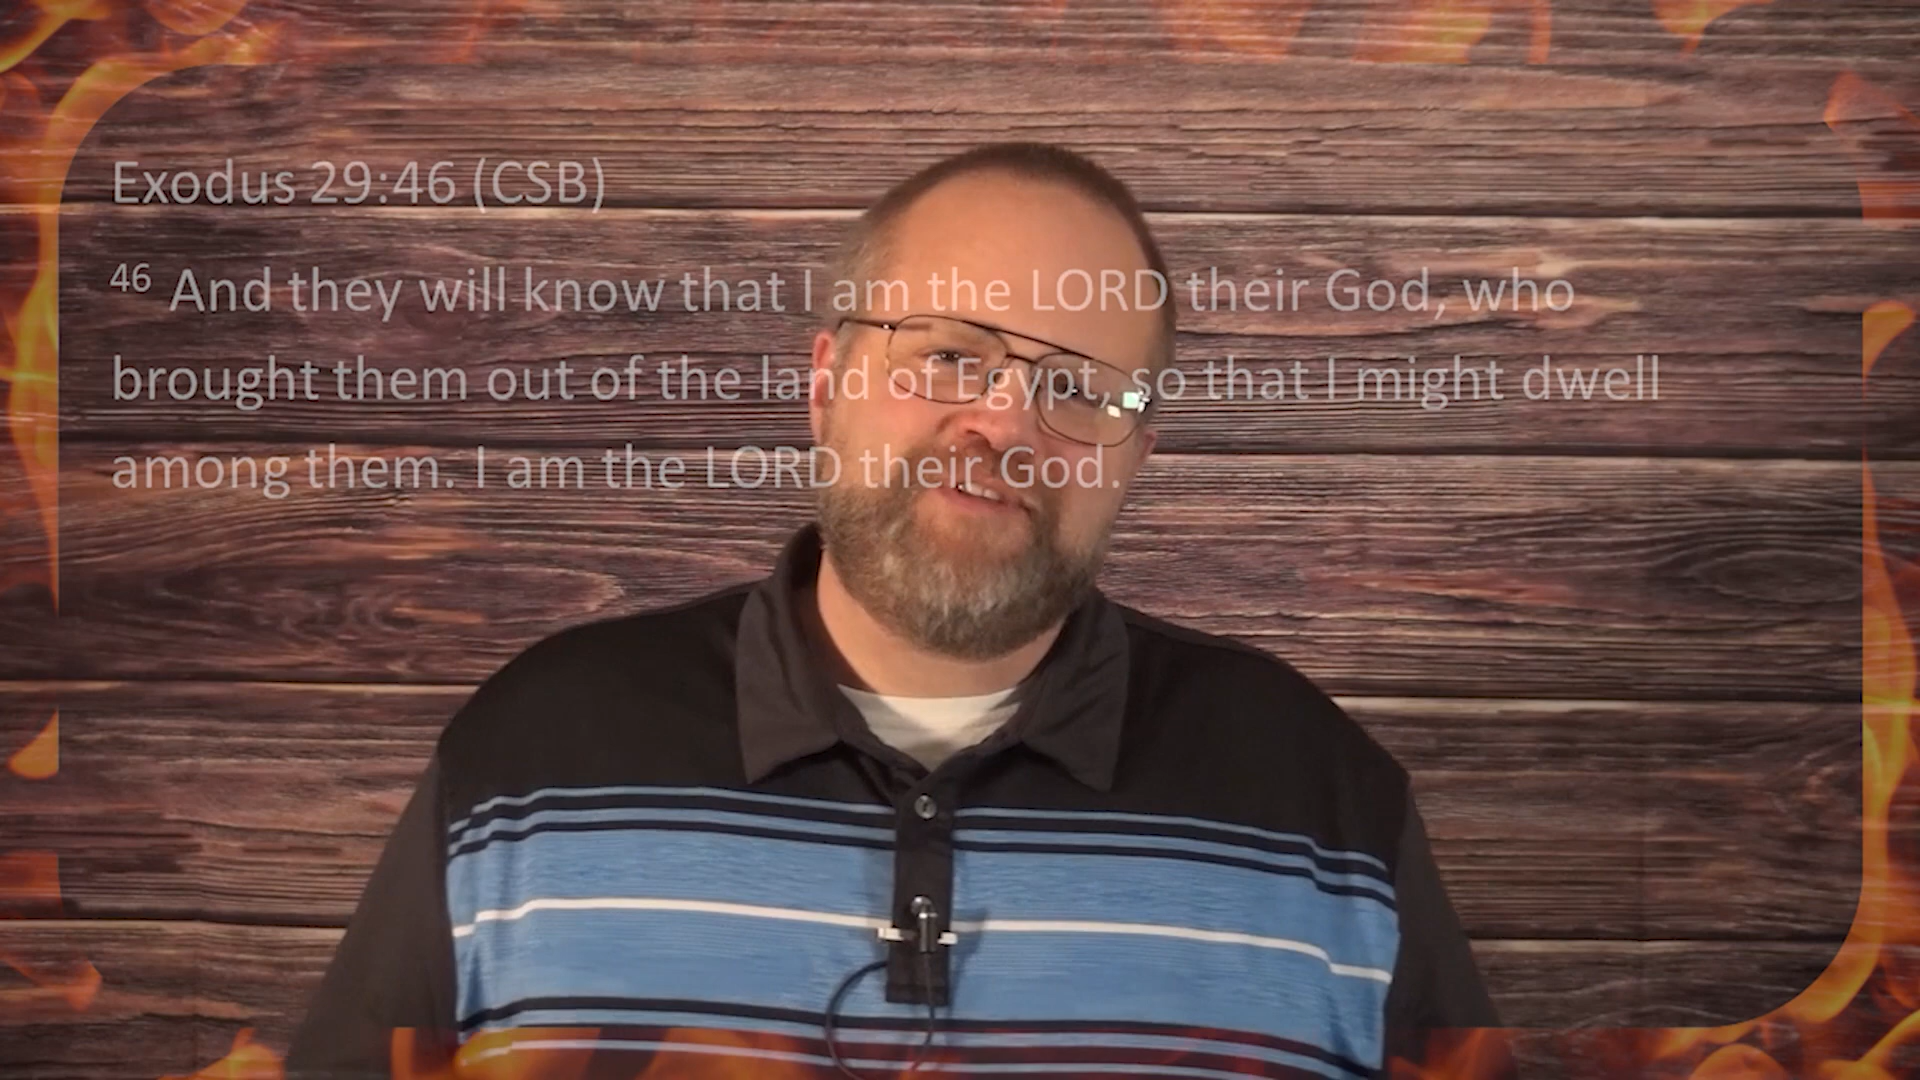 Exodus 29:46 (CSB)
46 And they will know that I am the LORD their God, who
brought them out of the land of Egypt, so that I might dwell
among them. I am the LORD their God.